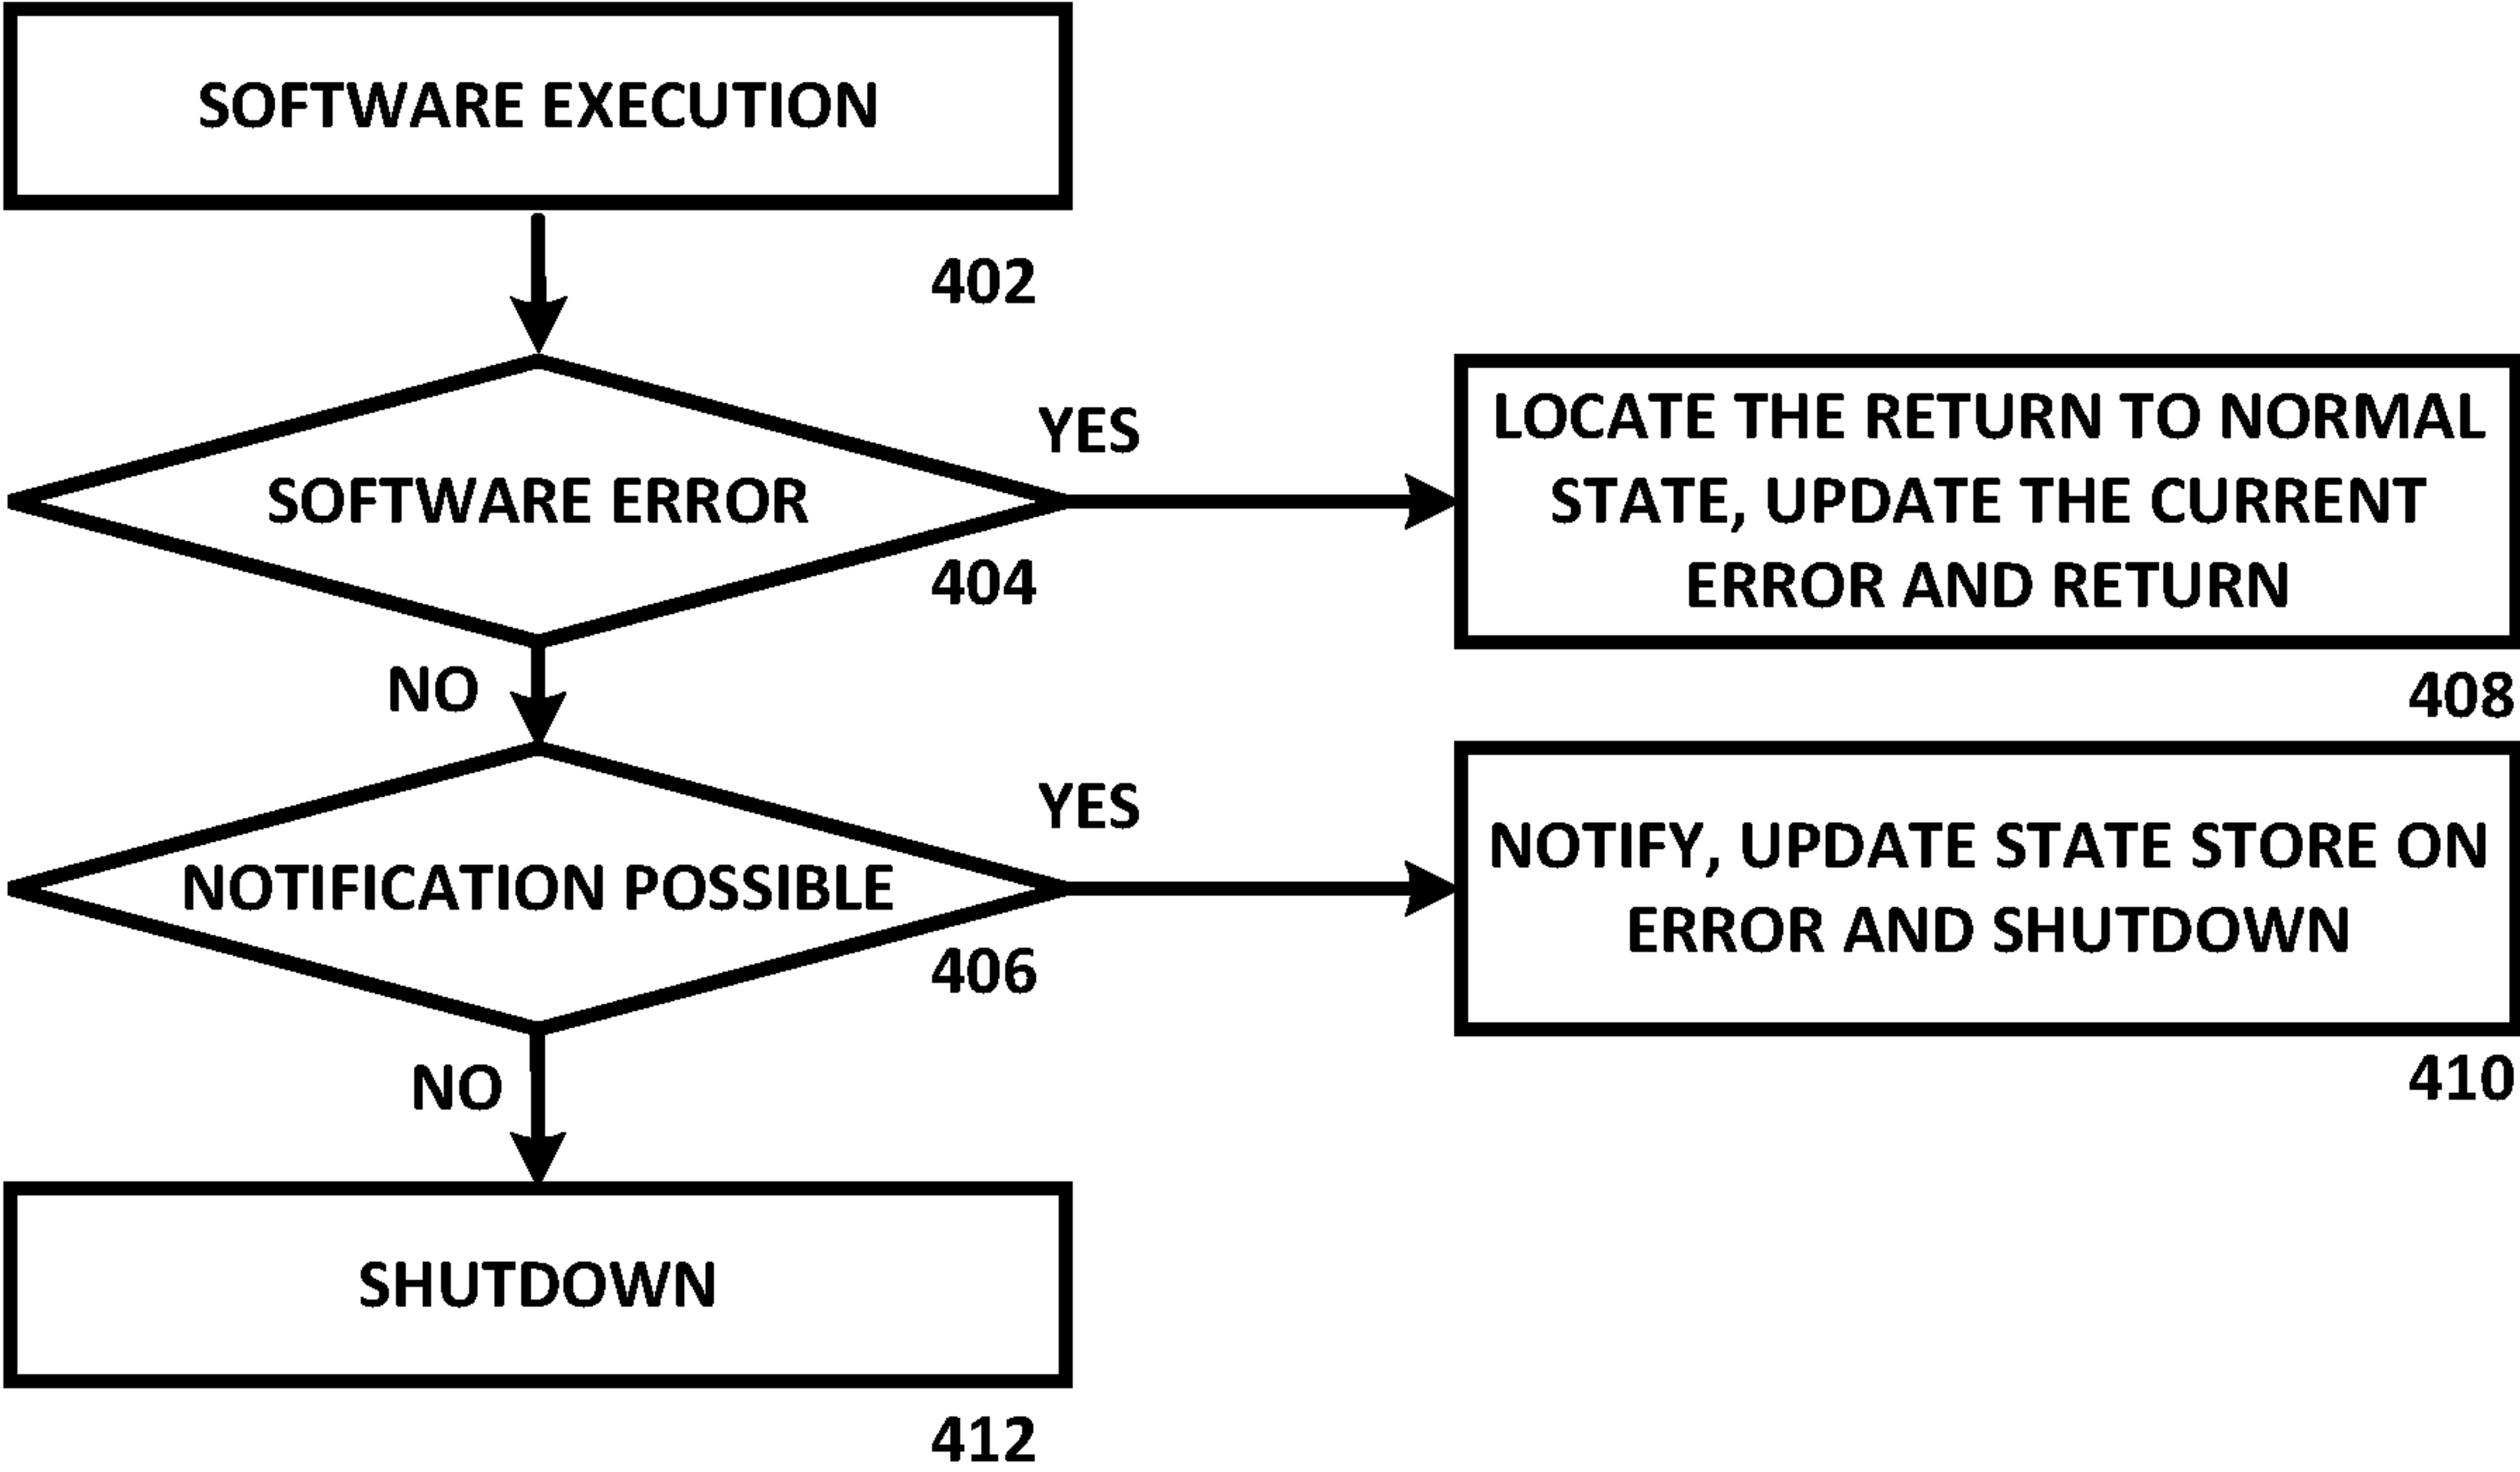 SOFTWARE EXECUTION
402
SOFTWARE ERROR
404
YES
LOCATE THE RETURN TO NORMAL
STATE, UPDATE THE CURRENT
ERROR AND RETURN
408
NO
NOTIFICATION POSSIBLE
406
YES
NOTIFY, UPDATE STATE STORE ON
ERROR AND SHUTDOWN
410
NO
SHUTDOWN
412